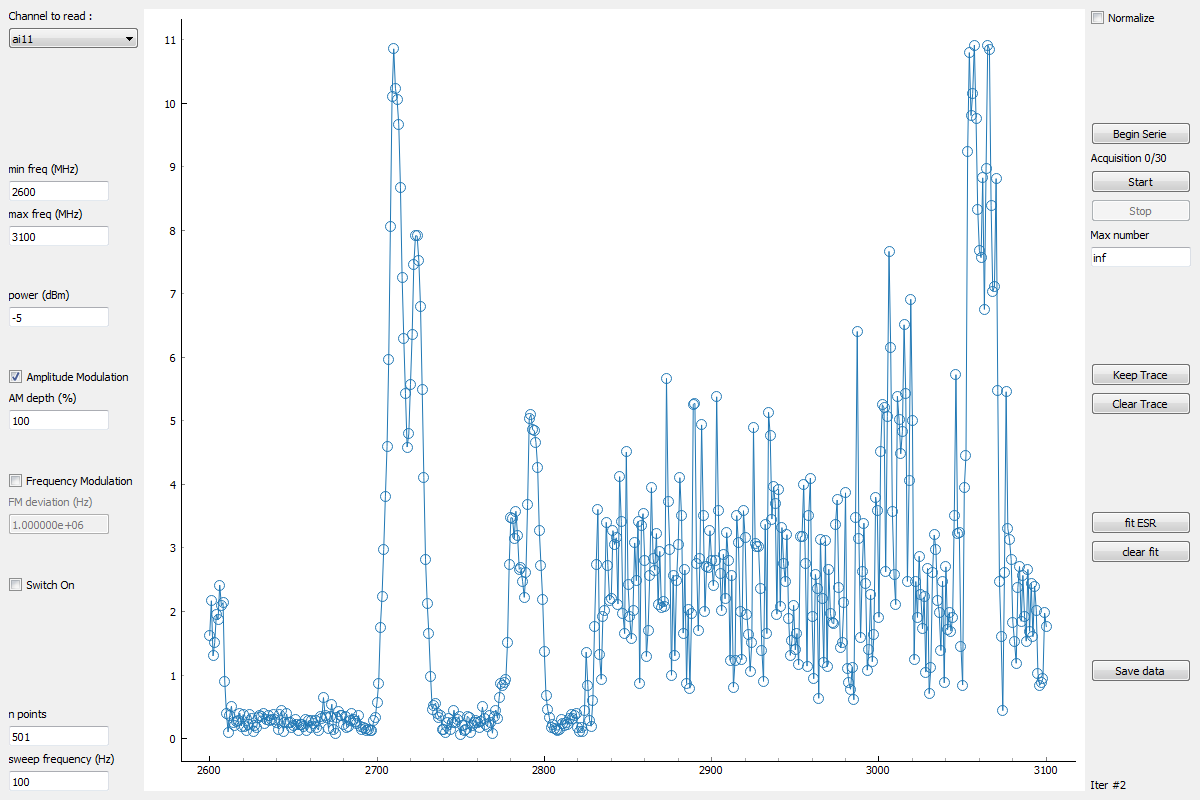 Channel to read :
ai11
min freq (MHz)
2600
max freq (MHz)
3100
power (dBm)
-5
Amplitude Modulation
AM depth (%)
100
Frequency Modulation
FM deviation (Hz)
1.000000e+06
Switch On
n points
501
sweep frequency (Hz)
100
11
10
9
8
7
6
5
4
3
2
1
0
2600 2700 2800 2900 3000 3100
Normalize
Begin Serie
Acquisition 0/30
Start
Stop
Max number
inf
Keep Trace
Clear Trace
fit ESR
clear fit
Save data
Iter #2